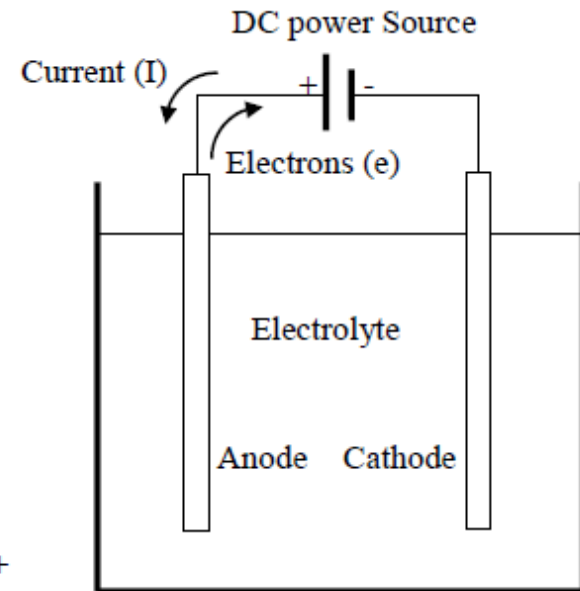 DC power Source
Current (I)
+ -
Electrons (e)
Electrolyte
Anode Cathode
+